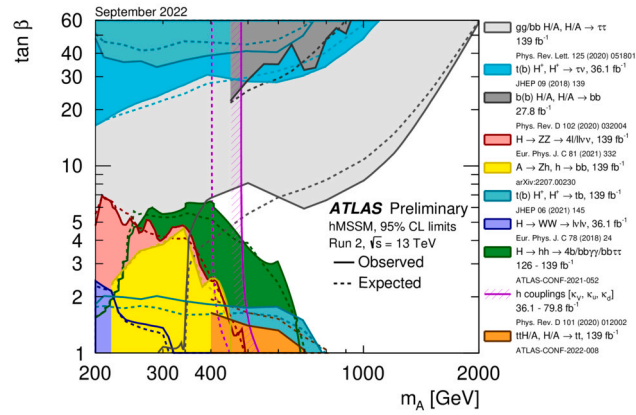 September 2022
tan β
60
40
30
20
10
5
4
3
2
1
200
300
400
1000
2000
m_A [GeV]
ATLAS Preliminary
hMSSM, 95% CL limits
Run 2, √s = 13 TeV
Observed
Expected
gg/bb H/A, H/A → ττ
139 fb⁻¹
Phys. Rev. Lett. 125 (2020) 051801
t(b) H⁺, H⁺ → τν, 36.1 fb⁻¹
JHEP 09 (2018) 139
b(b) H/A, H/A → bb
27.8 fb⁻¹
Phys. Rev. D 102 (2020) 032004
H → ZZ → 4l/llνν, 139 fb⁻¹
Eur. Phys. J. C 81 (2021) 332
A → Zh, h → bb, 139 fb⁻¹
arXiv:2207.00230
t(b) H⁺, H⁺ → tb, 139 fb⁻¹
JHEP 06 (2021) 145
H → WW → lνlν, 36.1 fb⁻¹
Eur. Phys. J. C 78 (2018) 24
H → hh → 4b/bbγγ/bbττ
126 - 139 fb⁻¹
ATLAS-CONF-2021-052
h couplings [κ_V, κ_u, κ_d]
36.1 - 79.8 fb⁻¹
Phys. Rev. D 101 (2020) 012002
ttH/A, H/A → tt, 139 fb⁻¹
ATLAS-CONF-2022-008